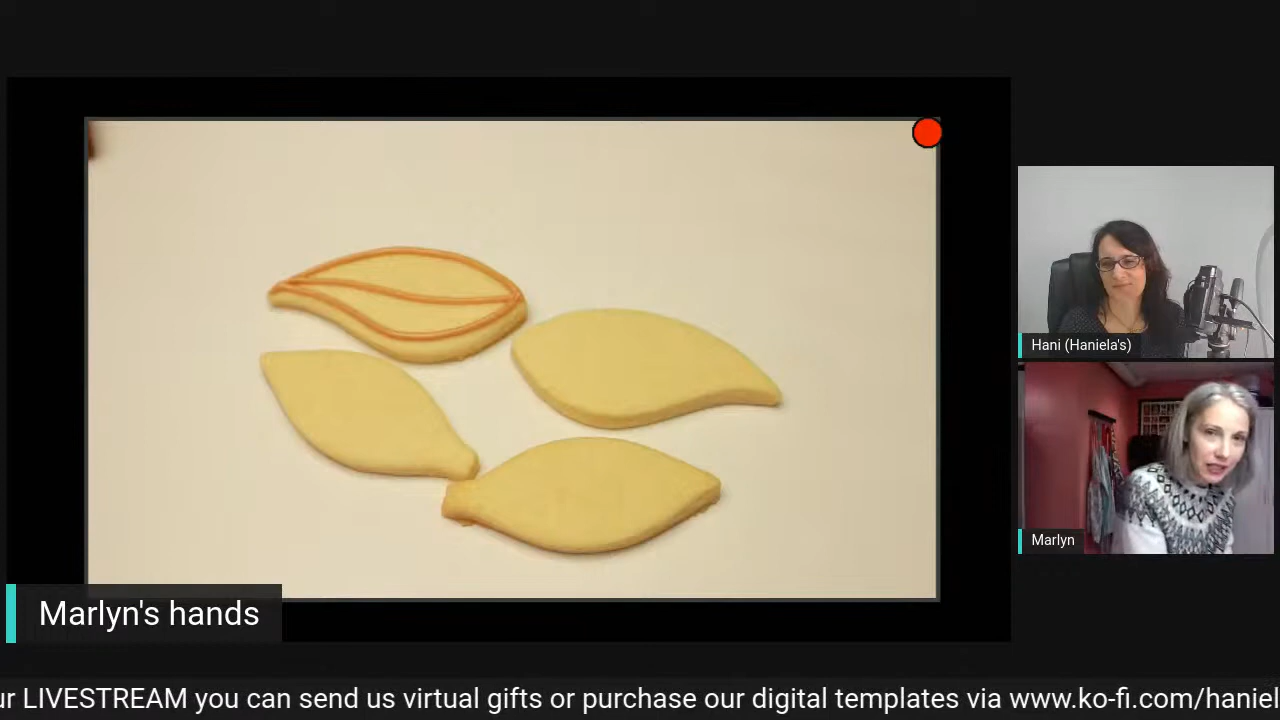 Hani (Haniela's)
Marlyn
Marlyn's hands
LIVESTREAM you can send us virtual gifts or purchase our digital templates via www.ko-fi.com/haniel